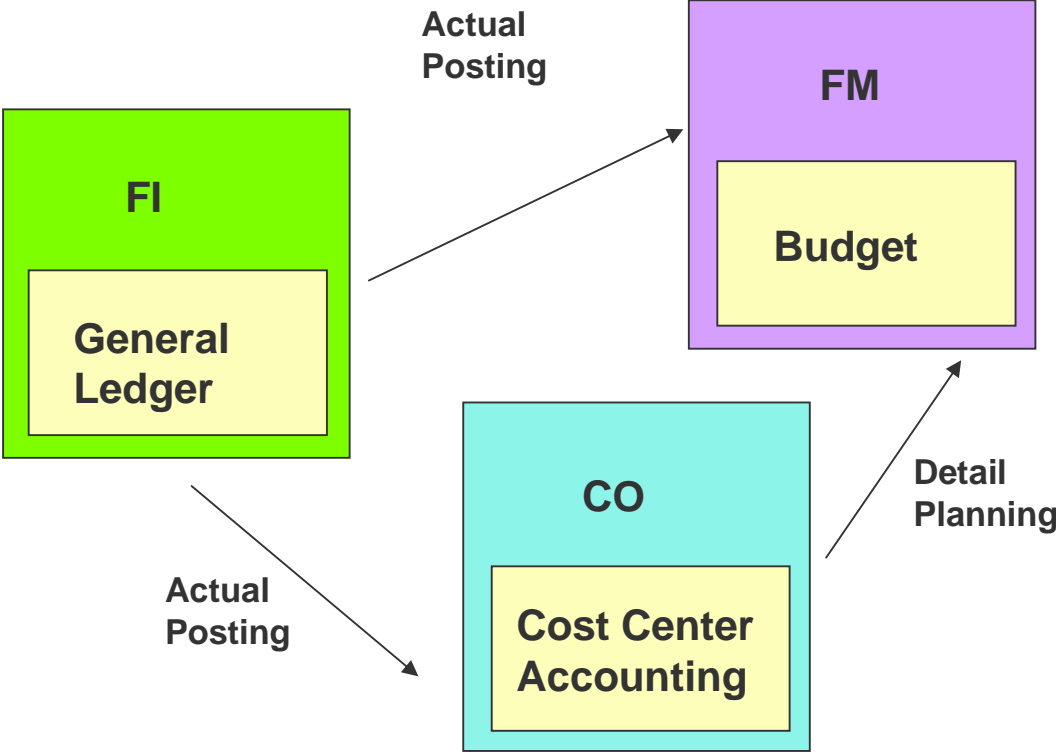 Actual
Posting
FM
Budget
FI
General
Ledger
CO
Cost Center
Accounting
Detail
Planning
Actual
Posting